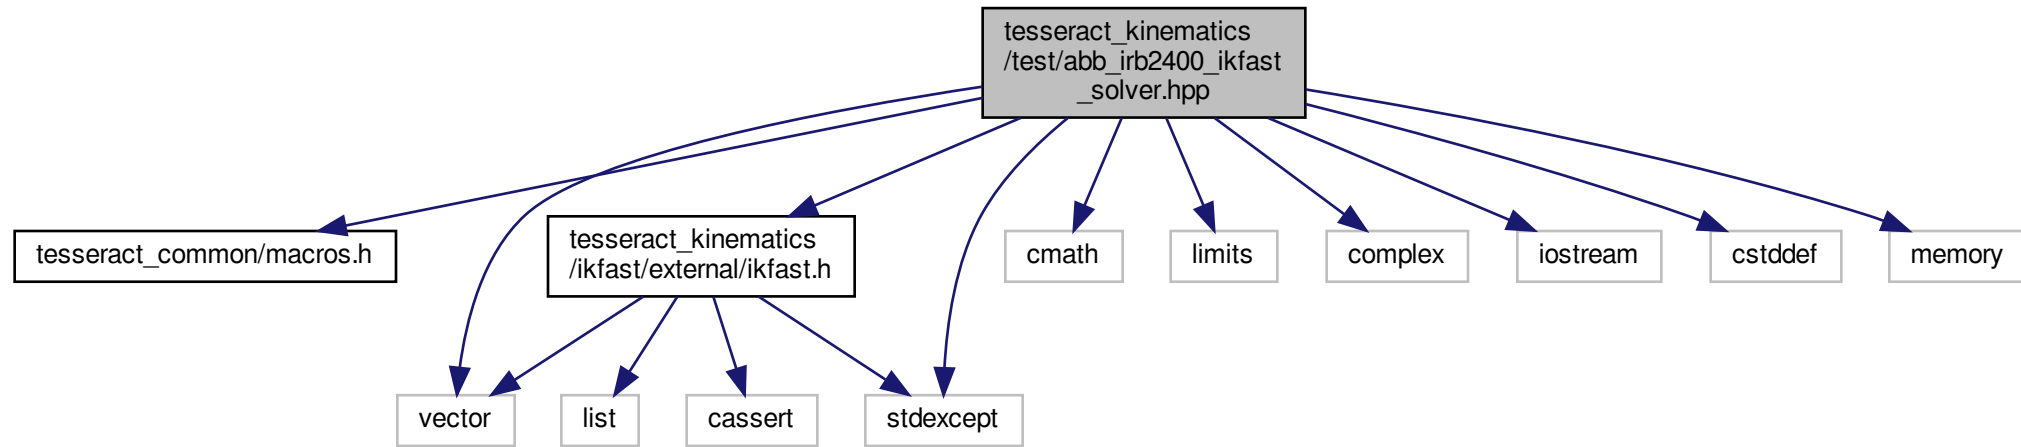 tesseract_kinematics
/test/abb_irb2400_ikfast
_solver.hpp
tesseract_common/macros.h
tesseract_kinematics
/ikfast/external/ikfast.h
cmath
limits
complex
iostream
cstddef
memory
vector
list
cassert
stdexcept